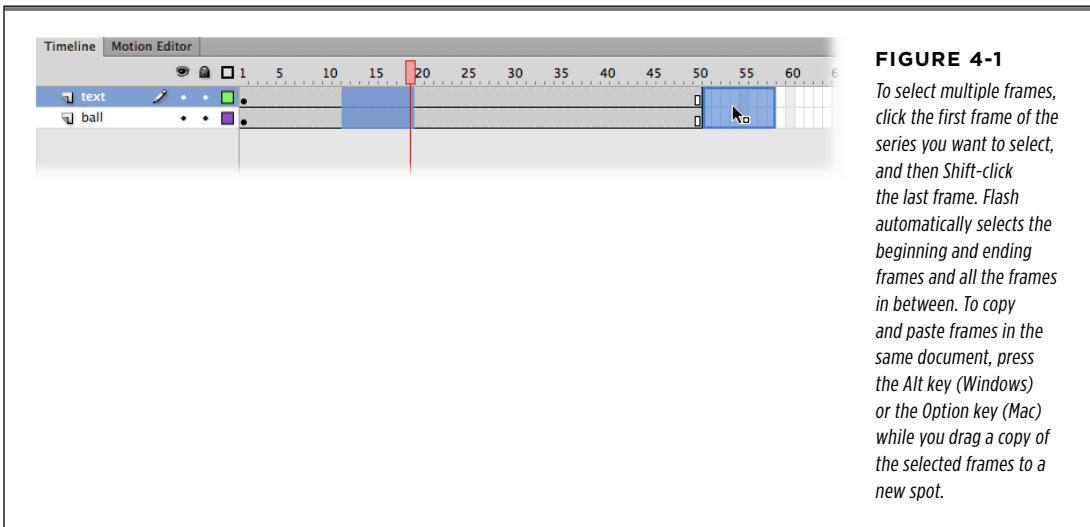 Timeline Motion Editor
1 5 10 15 20 25 30 35 40 45 50 55 60
text
ball
FIGURE 4-1
To select multiple frames,
click the first frame of the
series you want to select,
and then Shift-click
the last frame. Flash
automatically selects the
beginning and ending
frames and all the frames
in between. To copy
and paste frames in the
same document, press
the Alt key (Windows)
or the Option key (Mac)
while you drag a copy of
the selected frames to a
new spot.